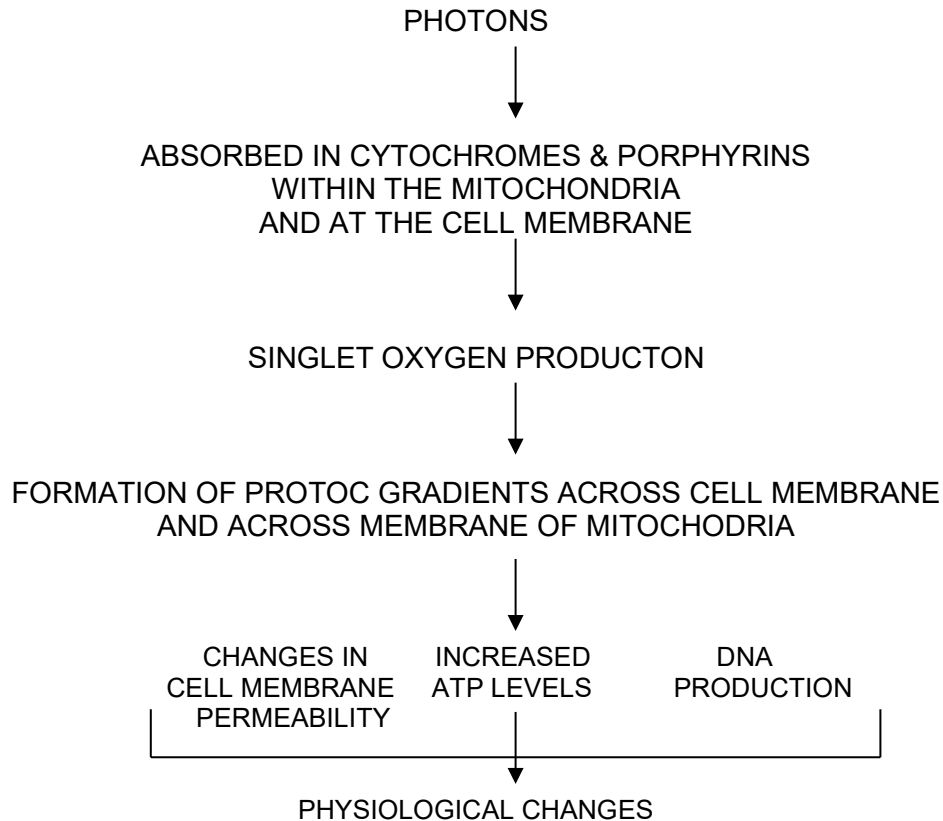 PHOTONS
ABSORBED IN CYTOCHROMES & PORPHYRINS
WITHIN THE MITOCHONDRIA
AND AT THE CELL MEMBRANE
SINGLET OXYGEN PRODUCTON
FORMATION OF PROTOC GRADIENTS ACROSS CELL MEMBRANE
AND ACROSS MEMBRANE OF MITOCHODRIA
CHANGES IN
CELL MEMBRANE
PERMEABILITY
INCREASED
ATP LEVELS
DNA
PRODUCTION
PHYSIOLOGICAL CHANGES